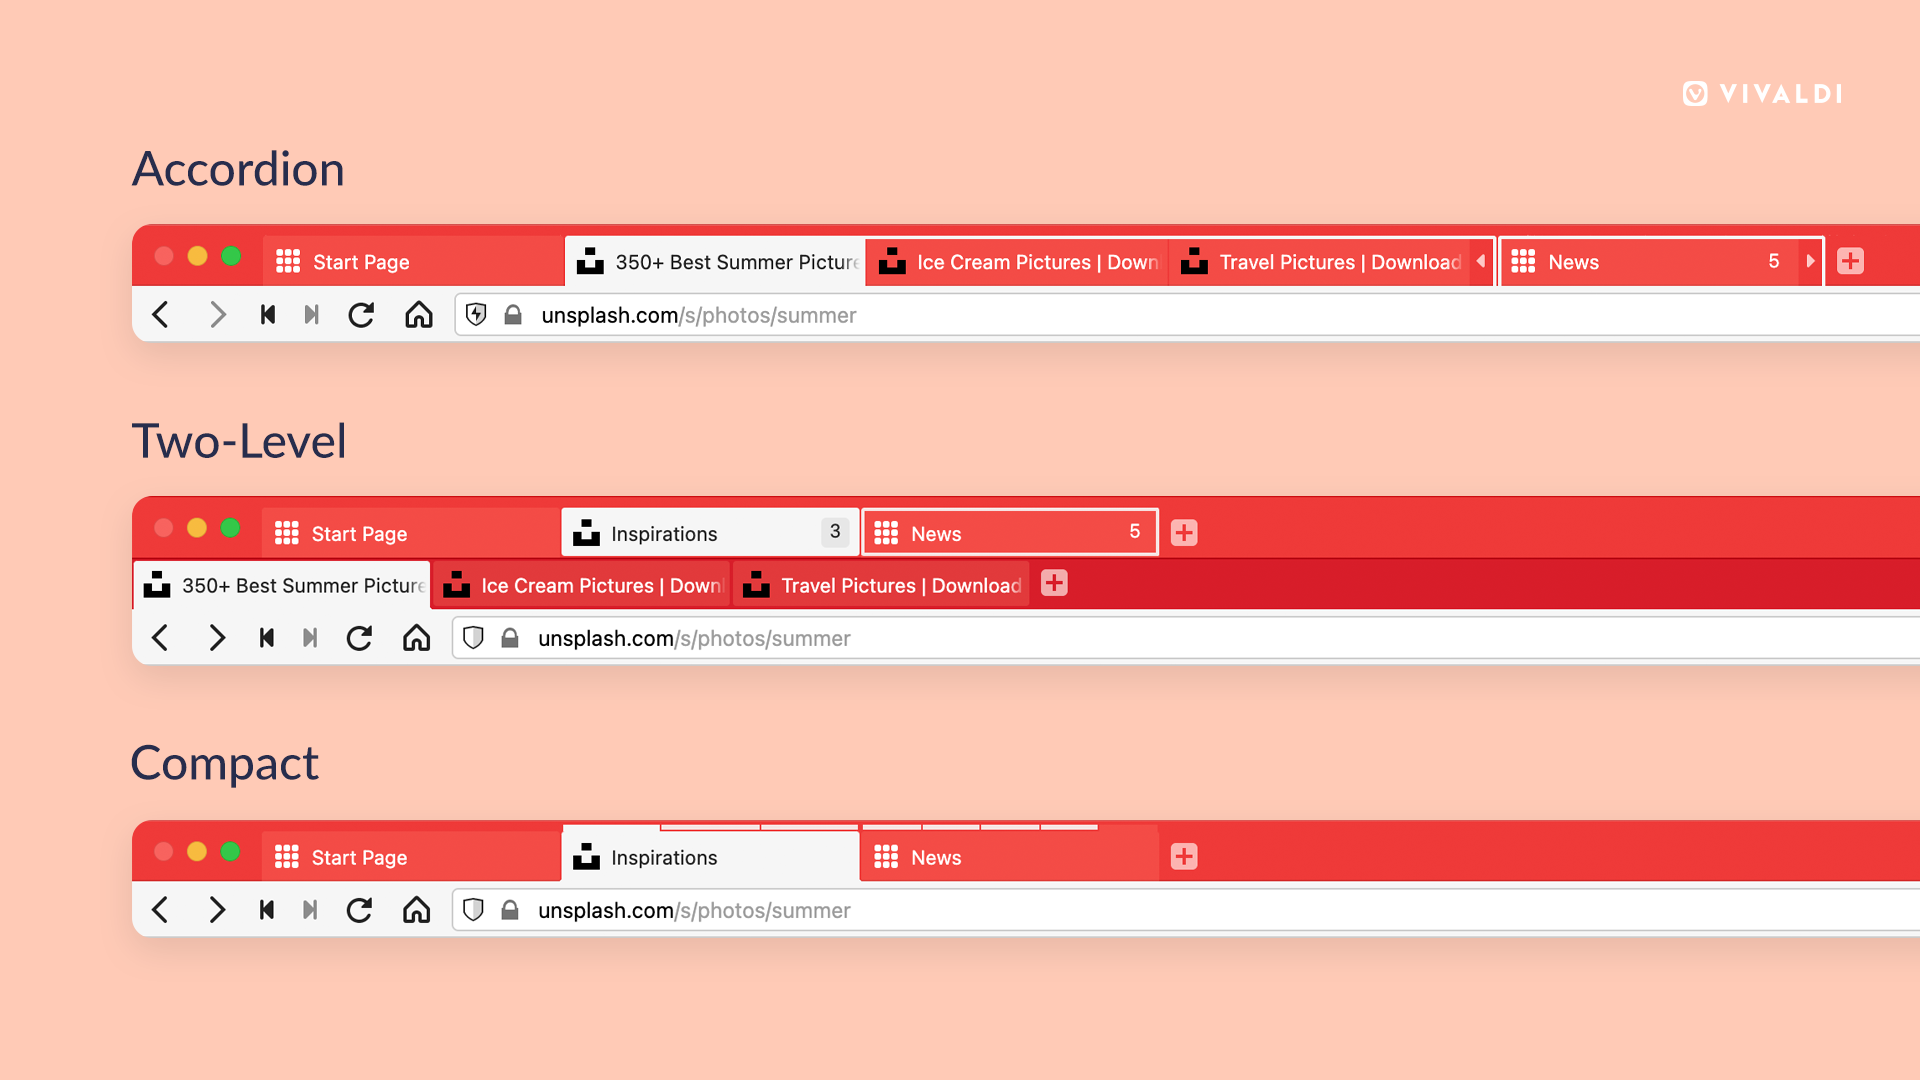 VIVALDI
Accordion
Start Page 350+ Best Summer Picture Ice Cream Pictures | Down Travel Pictures | Download News 5
unsplash.com/s/photos/summer
Two-Level
Start Page Inspirations 3 News 5
350+ Best Summer Picture Ice Cream Pictures | Down Travel Pictures | Download
unsplash.com/s/photos/summer
Compact
Start Page Inspirations News
unsplash.com/s/photos/summer